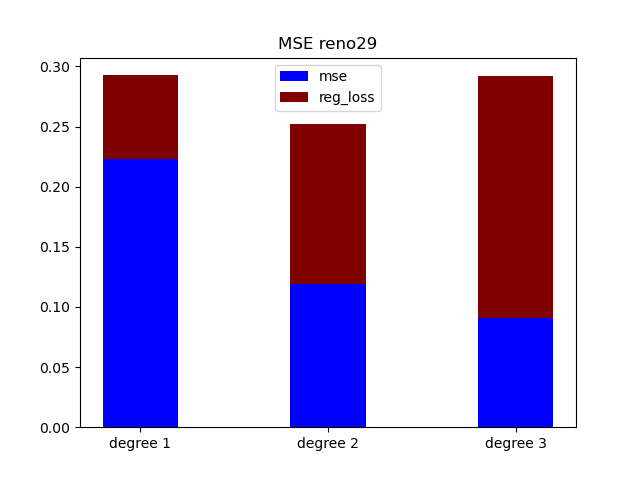 MSE reno29
mse
reg_loss
0.30
0.25
0.20
0.15
0.10
0.05
0.00
degree 1
degree 2
degree 3